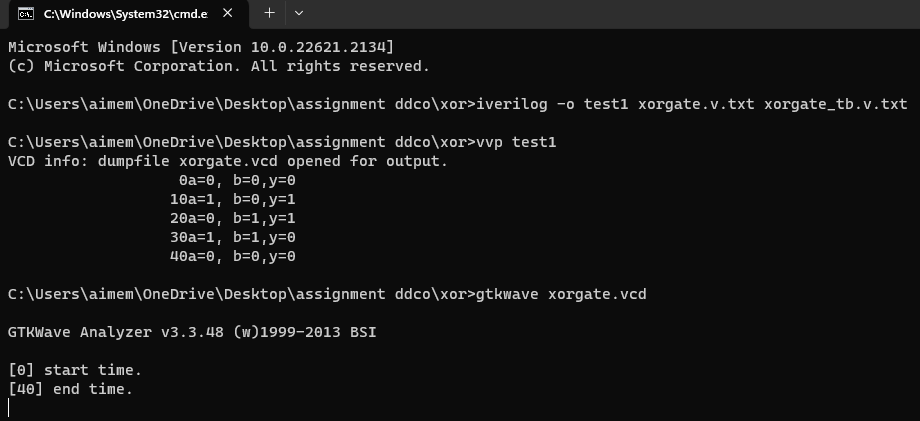 C:\Windows\System32\cmd.e
Microsoft Windows [Version 10.0.22621.2134]
(c) Microsoft Corporation. All rights reserved.
C:\Users\aimem\OneDrive\Desktop\assignment ddco\xor>iverilog -o test1 xorgate.v.txt xorgate_tb.v.txt
C:\Users\aimem\OneDrive\Desktop\assignment ddco\xor>vvp test1
VCD info: dumpfile xorgate.vcd opened for output.
0a=0, b=0,y=0
10a=1, b=0,y=1
20a=0, b=1,y=1
30a=1, b=1,y=0
40a=0, b=0,y=0
C:\Users\aimem\OneDrive\Desktop\assignment ddco\xor>gtkwave xorgate.vcd
GTKWave Analyzer v3.3.48 (w)1999-2013 BSI
[0] start time.
[40] end time.